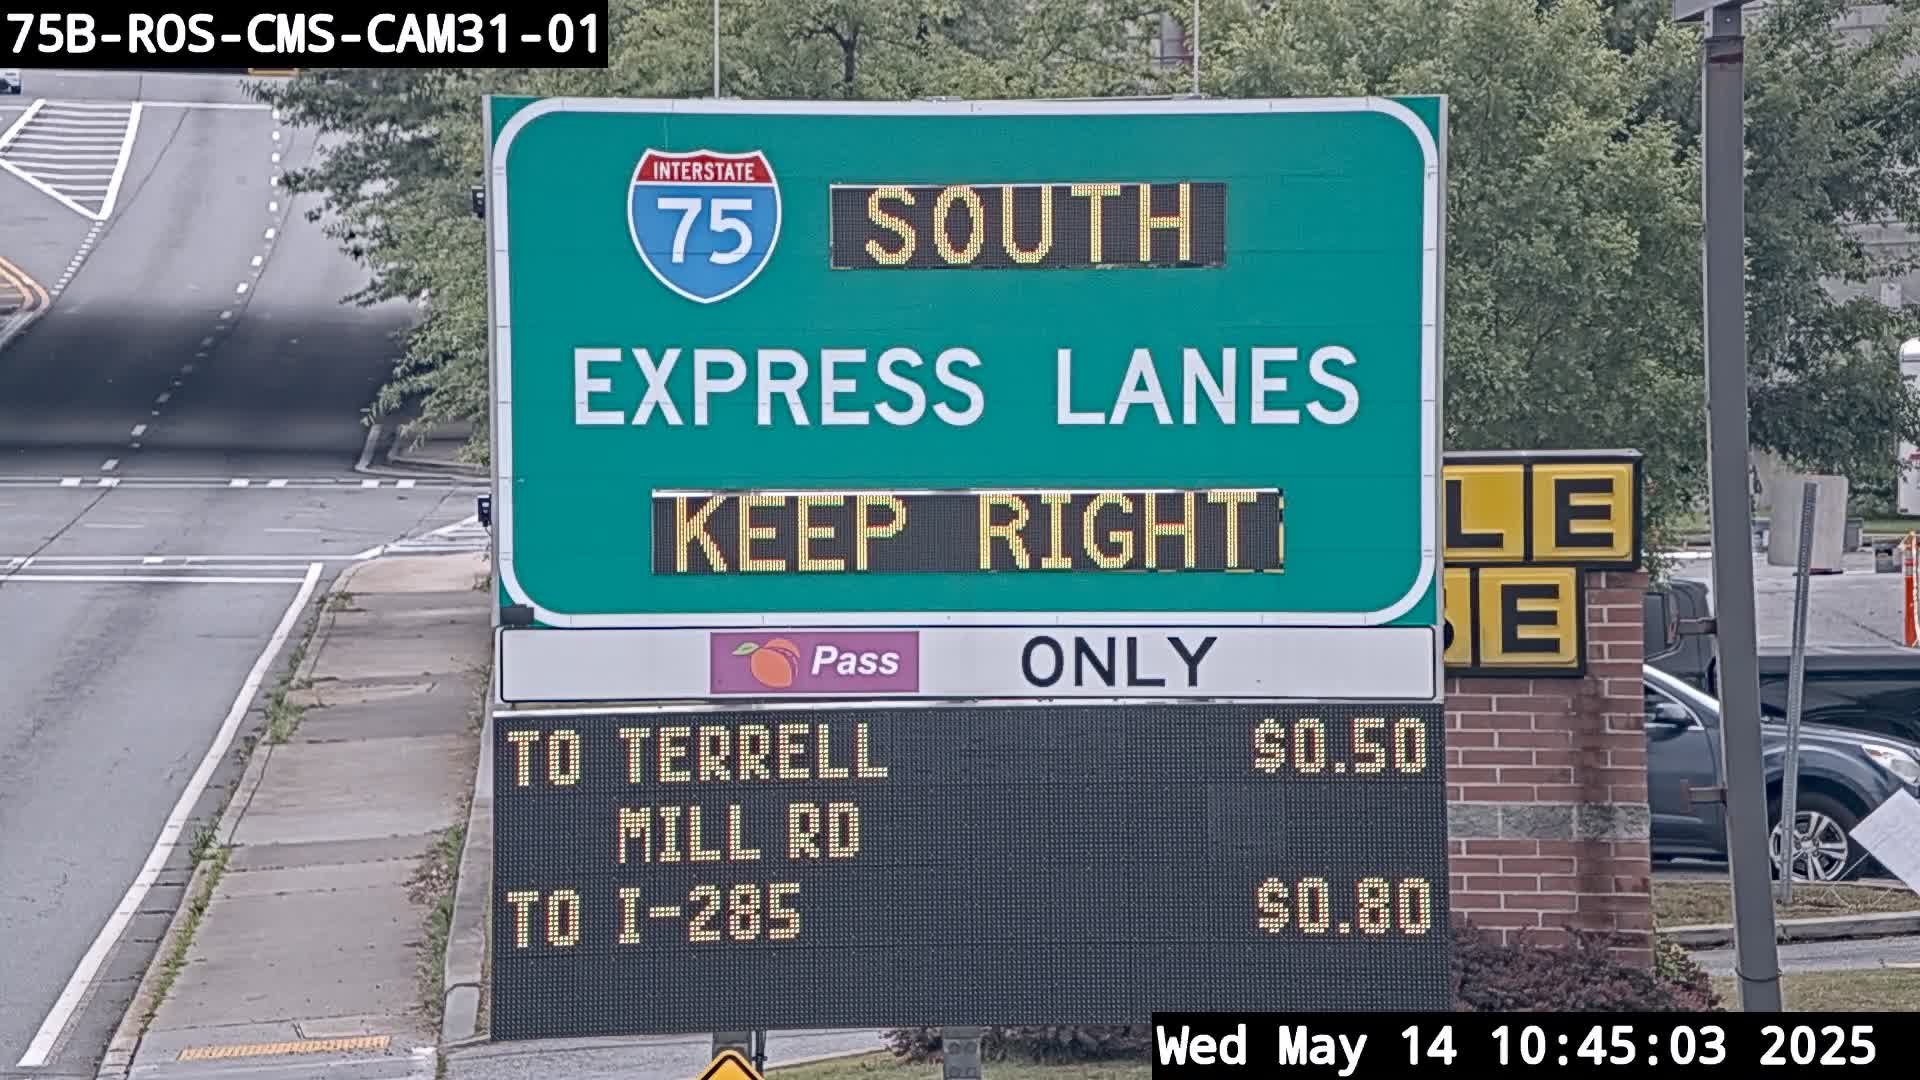 75B-ROS-CMS-CAM31-01
INTERSTATE
75
SOUTH
EXPRESS LANES
KEEP RIGHT
Pass ONLY
TO TERRELL $0.50
MILL RD
TO I-285 $0.80
LE
E
Wed May 14 10:45:03 2025